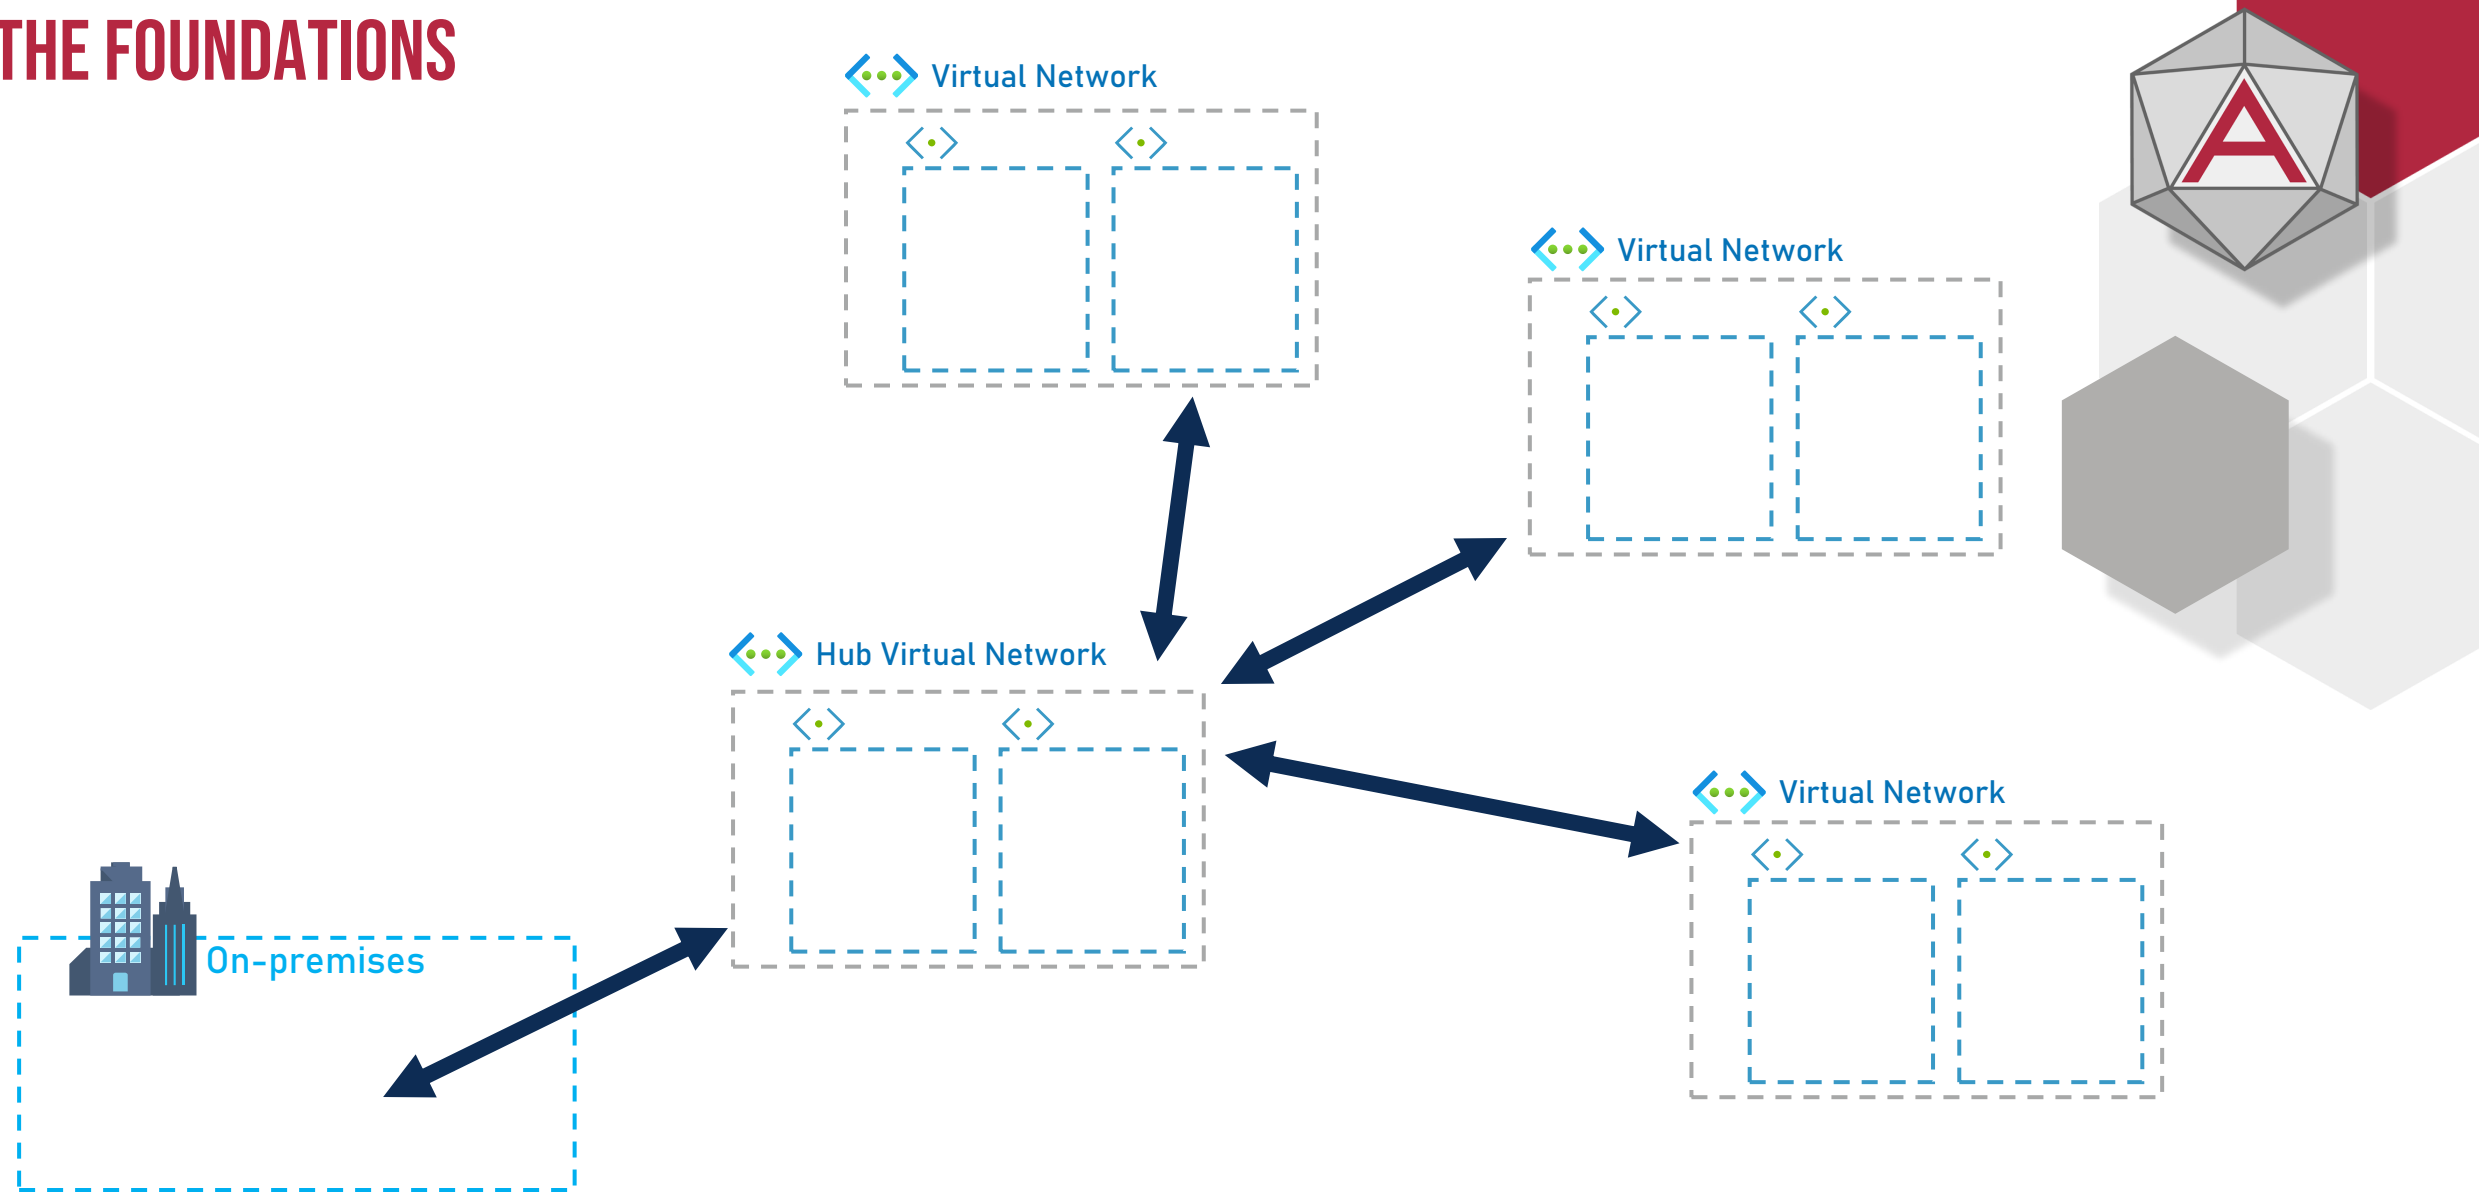 THE FOUNDATIONS
Virtual Network
Virtual Network
Hub Virtual Network
Virtual Network
On-premises
A